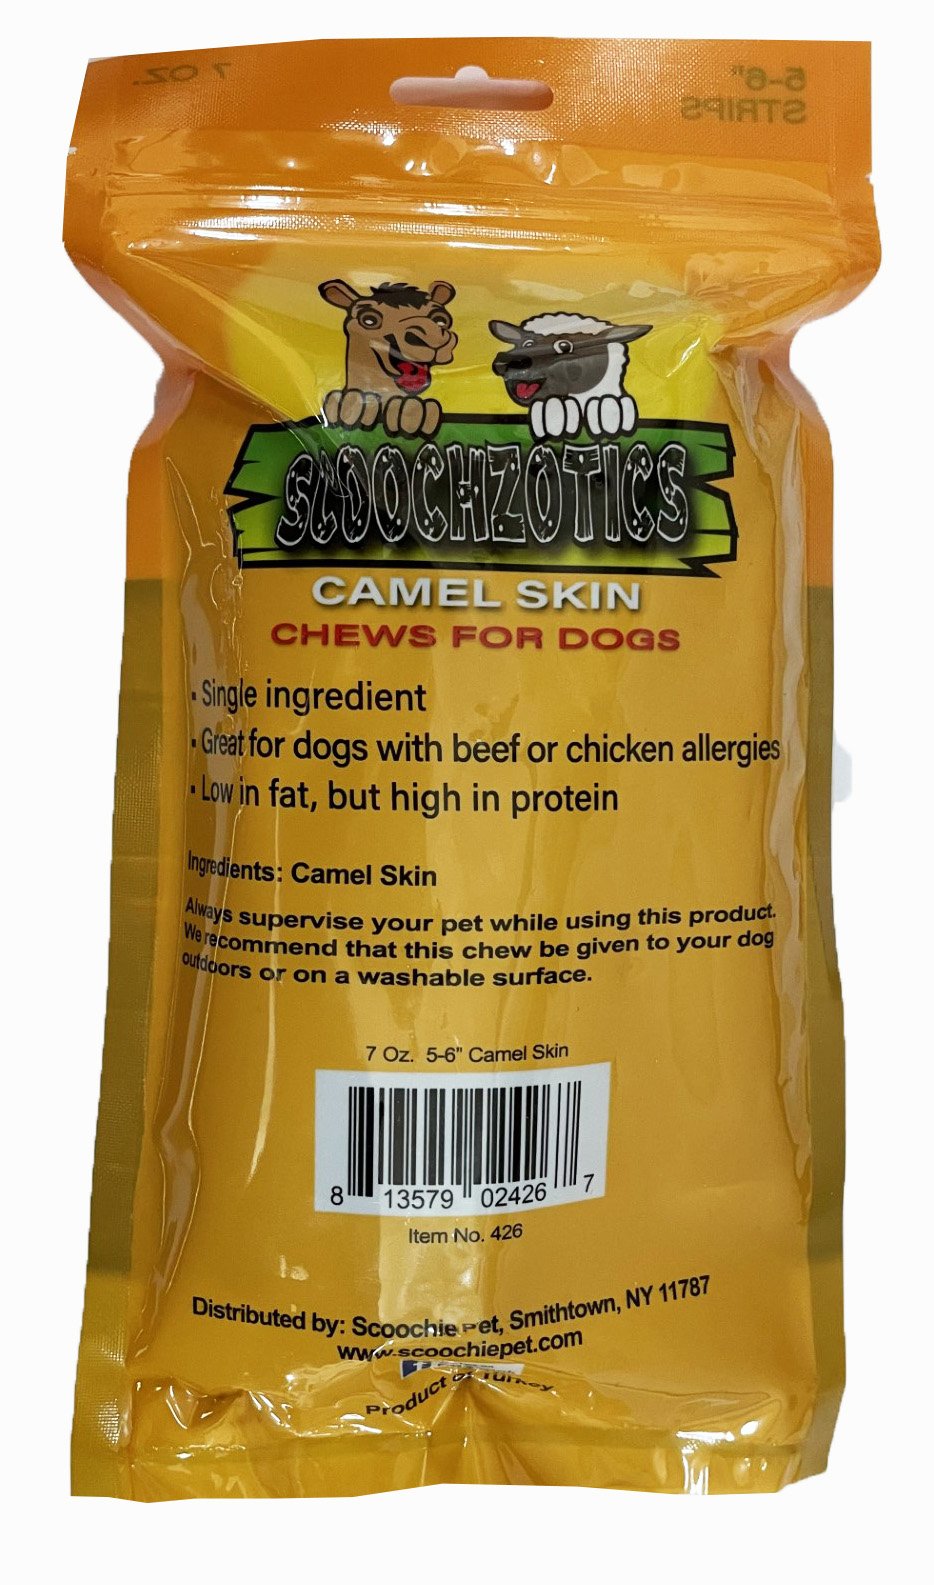 7 OZ.
5-6"
STRIPS
SCOOCHZOTICS
CAMEL SKIN
CHEWS FOR DOGS
▪ Single ingredient
▪ Great for dogs with beef or chicken allergies
▪ Low in fat, but high in protein
Ingredients: Camel Skin
Always supervise your pet while using this product.
We recommend that this chew be given to your dog
outdoors or on a washable surface.
7 Oz. 5-6" Camel Skin
8 13579 02426 7
Item No. 426
Distributed by: Scoochie Pet, Smithtown, NY 11787
www.scoochiepet.com
Product of Turkey